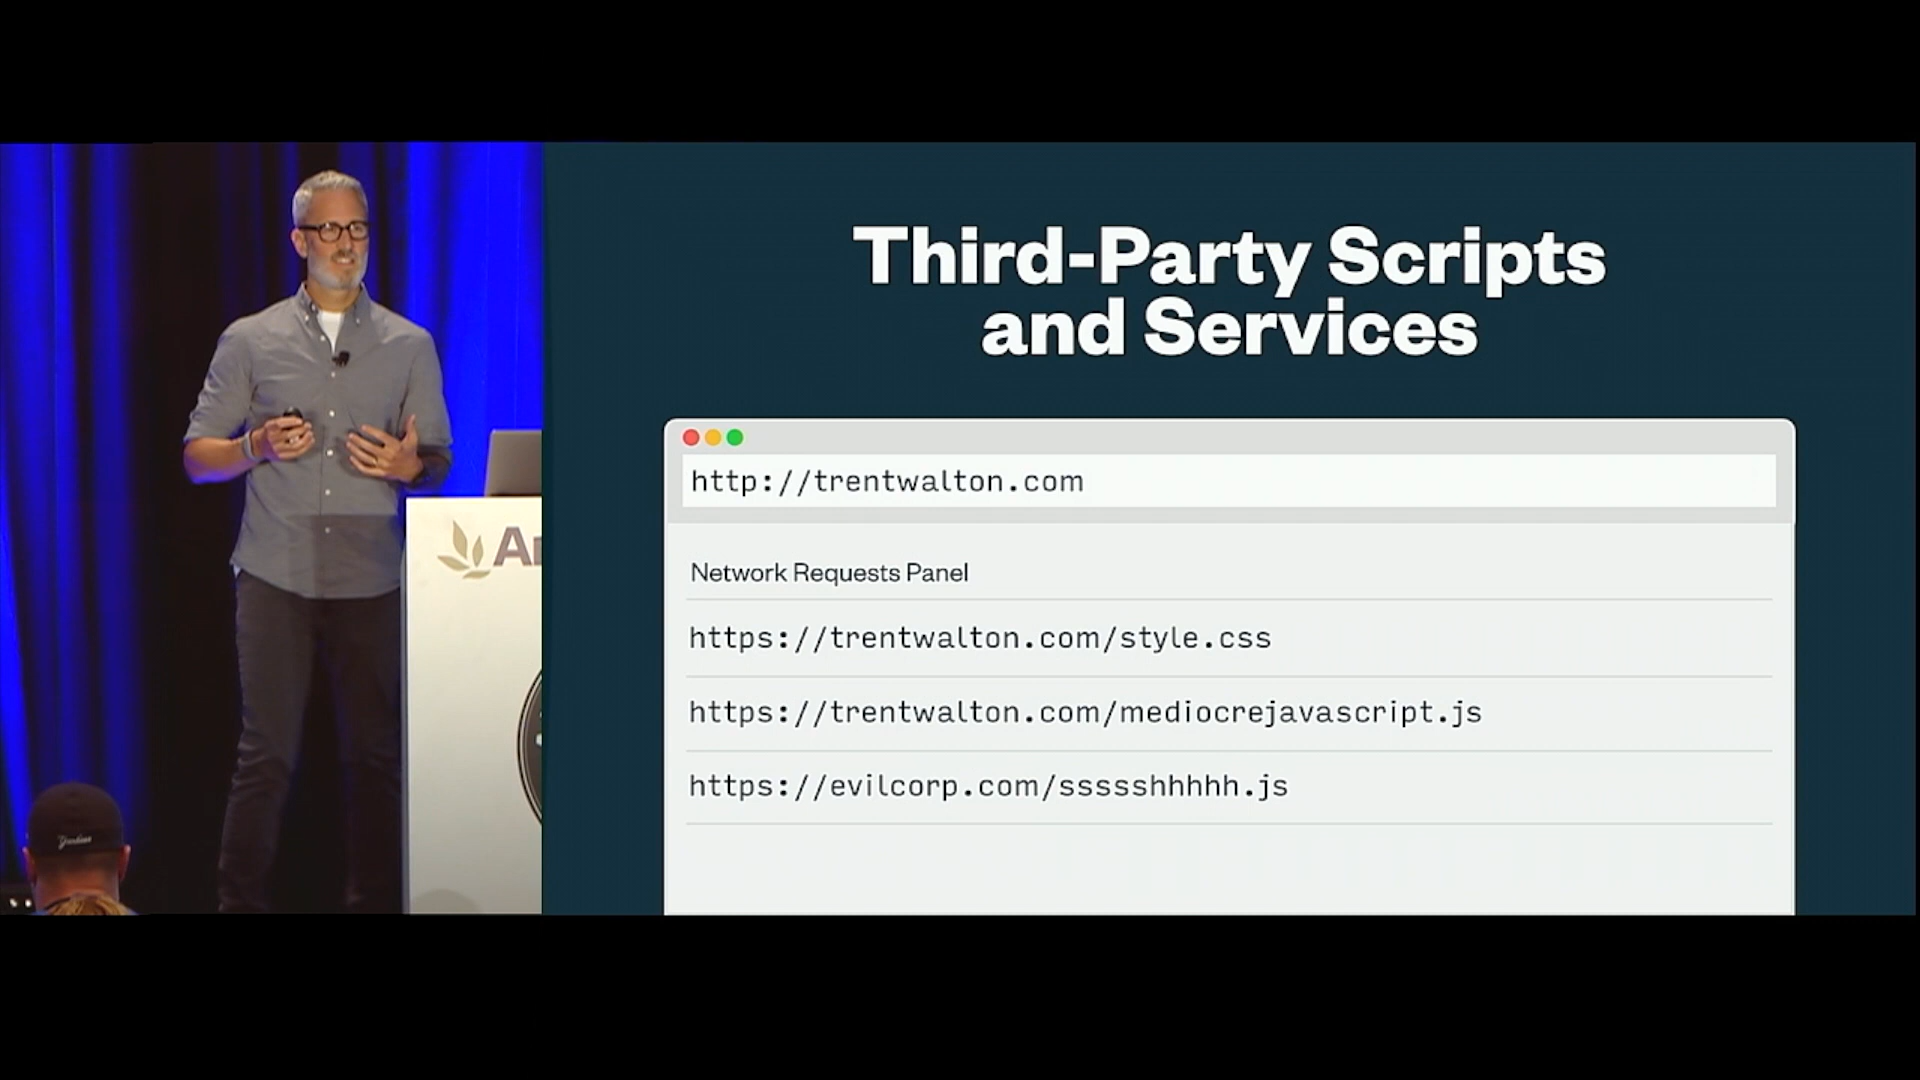 Third-Party Scripts
and Services
http://trentwalton.com
Network Requests Panel
https://trentwalton.com/style.css
https://trentwalton.com/mediocrejavascript.js
https://evilcorp.com/ssssshhhhh.js
Yankees